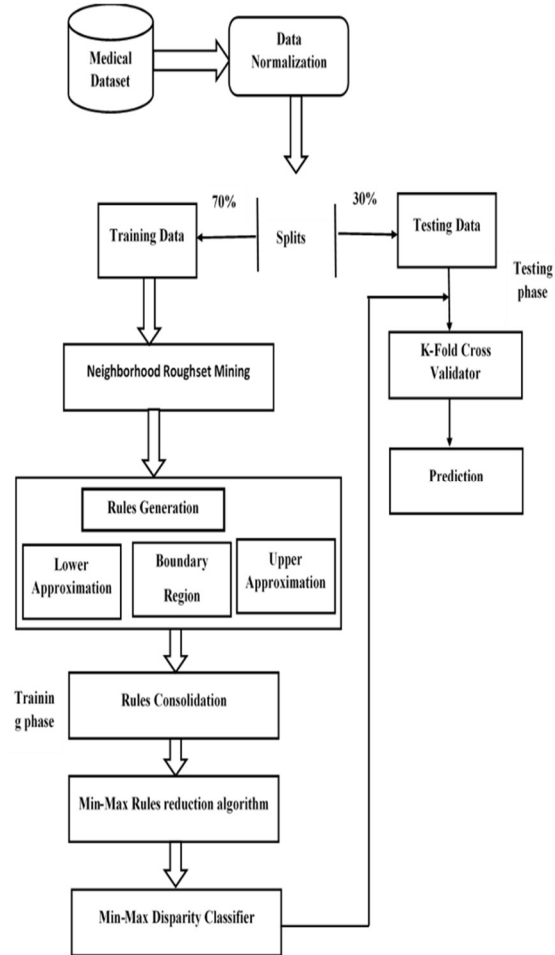 Medical
Dataset
Data
Normalization
70%
30%
Training Data
Splits
Testing Data
Testing
phase
Neighborhood Roughset Mining
K-Fold Cross
Validator
Prediction
Rules Generation
Lower
Approximation
Boundary
Region
Upper
Approximation
Trainin
g phase
Rules Consolidation
Min-Max Rules reduction algorithm
Min-Max Disparity Classifier